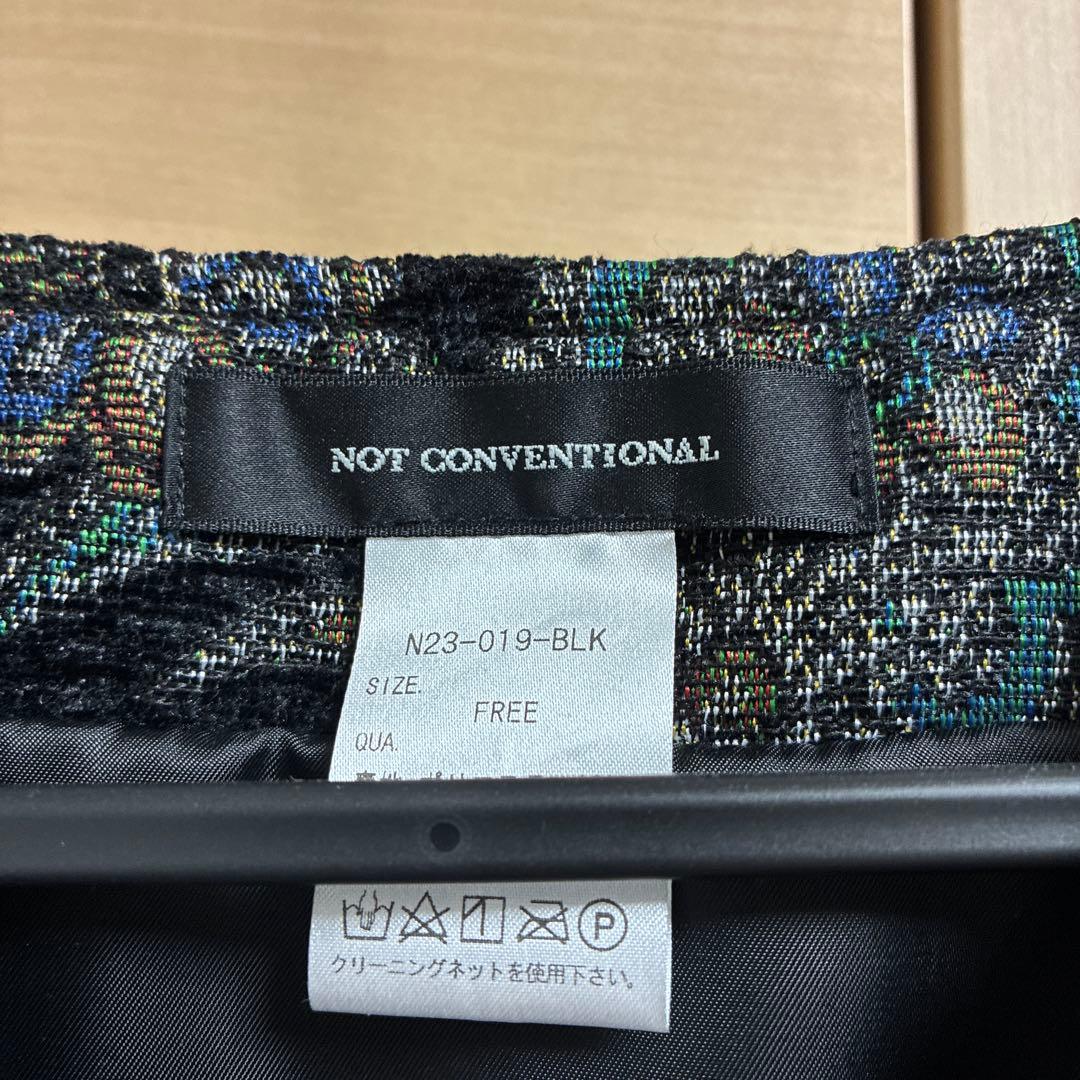 NOT CONVENTIONAL
N23-019-BLK
SIZE.
FREE
QUA.
P
クリーニングネットを使用下さい。